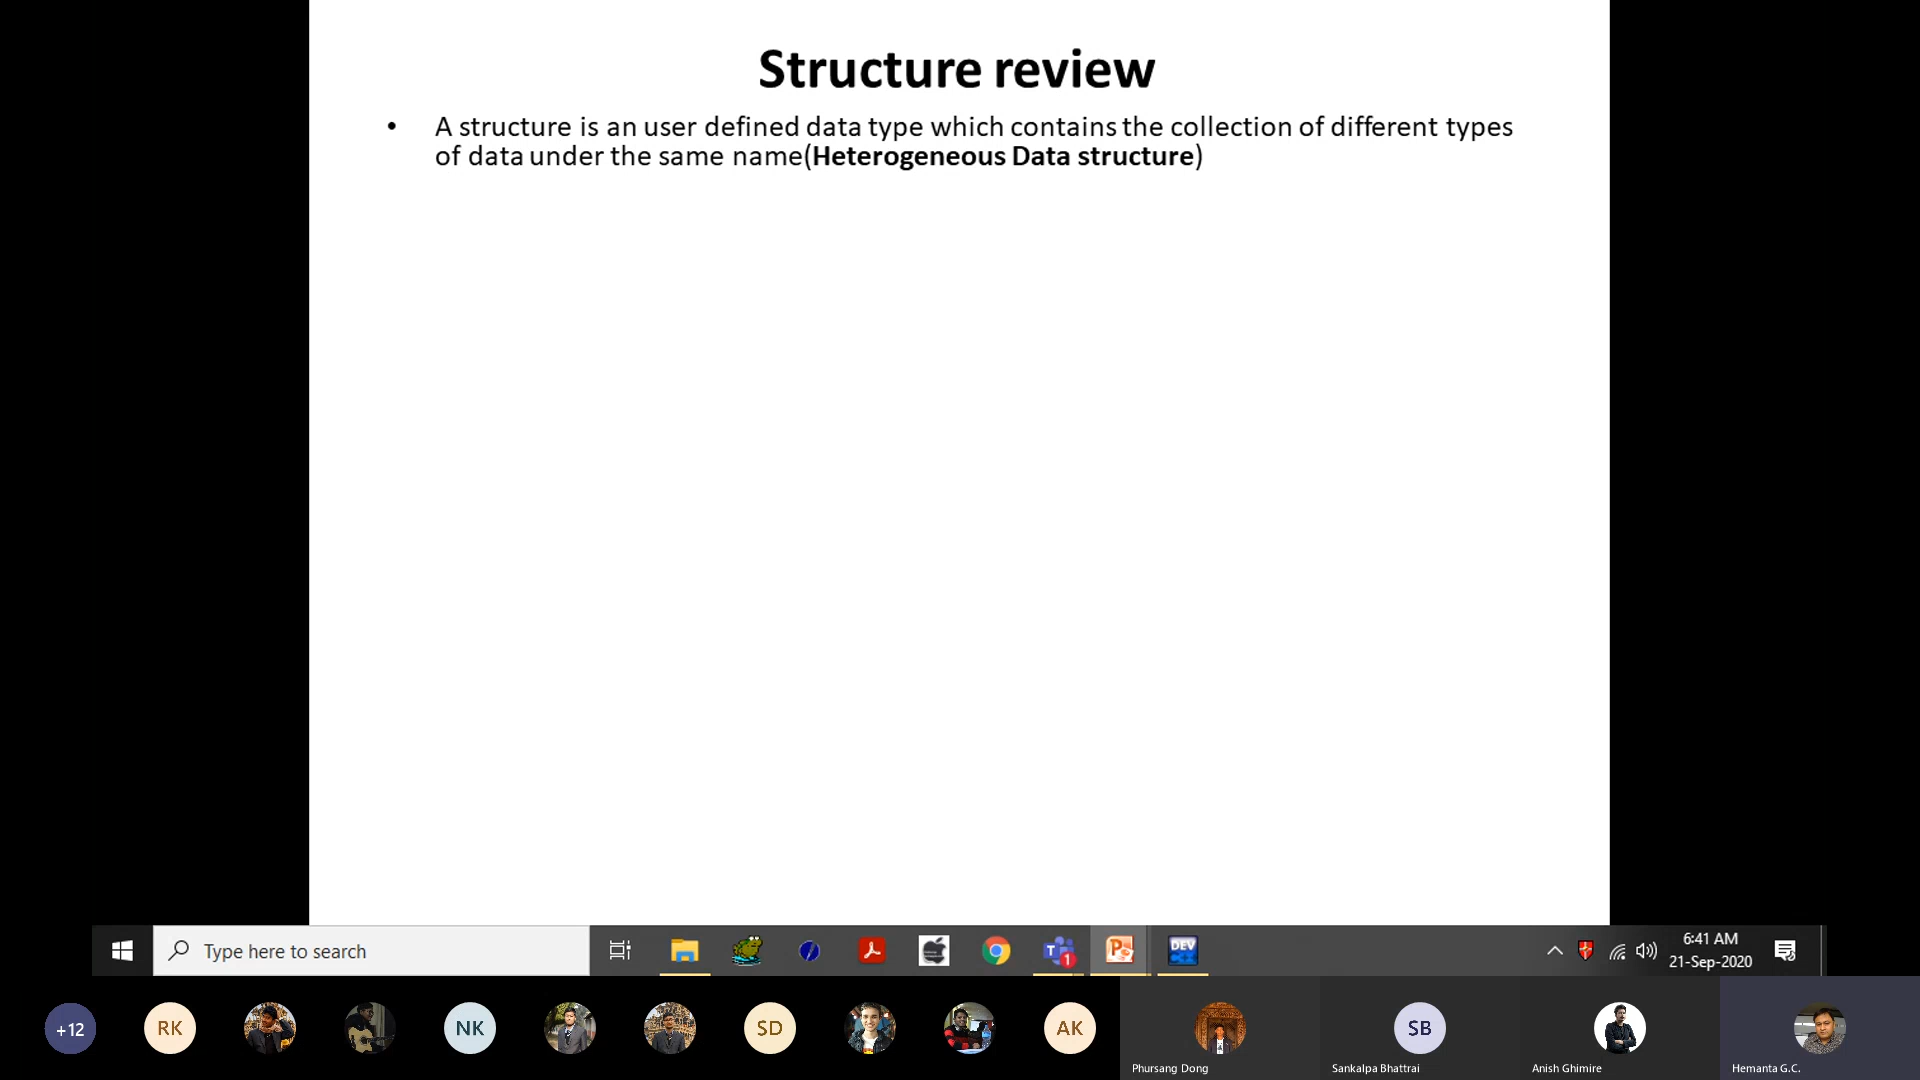 Structure review
• A structure is an user defined data type which contains the collection of different types
of data under the same name(Heterogeneous Data structure)
Type here to search
1
DEV
C++
6:41 AM
21-Sep-2020
+12
RK
NK
SD
AK
SB
Phursang Dong
Sankalpa Bhattrai
Anish Ghimire
Hemanta G.C.